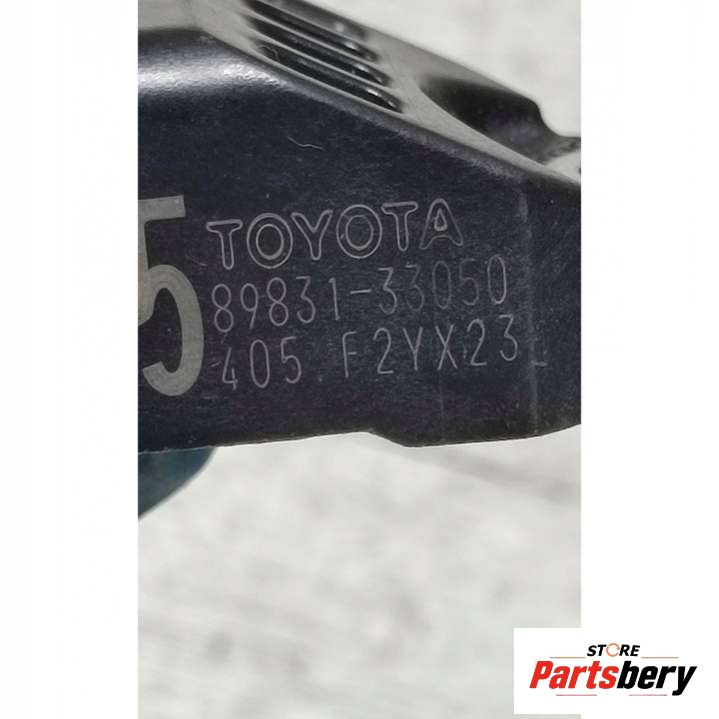 5
TOYOTA
89831-33050
405 F2YX23
STORE
Partsbery